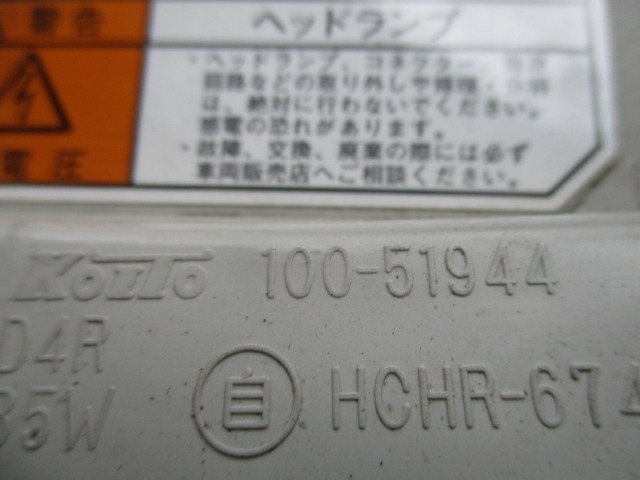 警告 ヘッドランプ
・ヘッドランプ、コネクター、
回路などの取り外しや修理・分解
は、絶対に行わないでください。
感電の恐れがあります。
・故障、交換、廃棄の際には必ず
車両販売店へご相談ください。
電圧
KOITO 100-51944
D4R
35W 自 HCHR-674